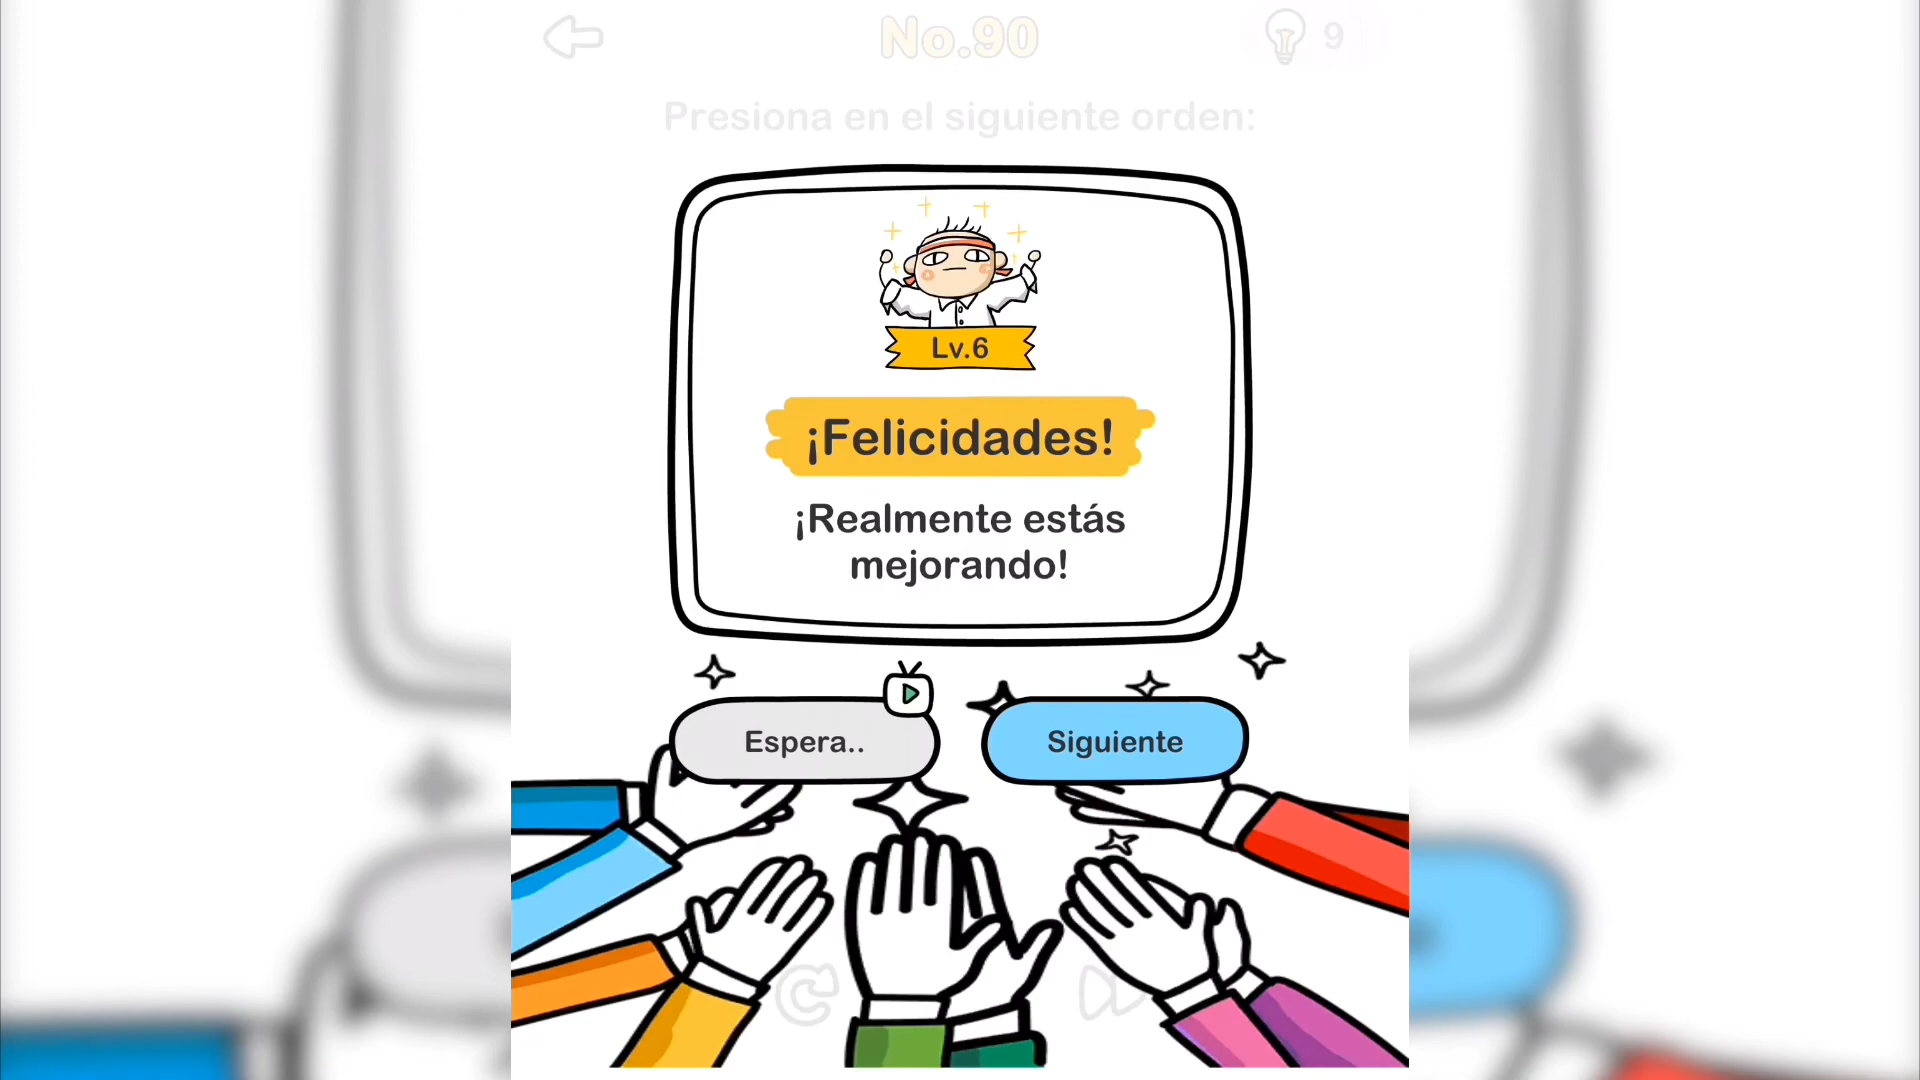 No.90
9
Presiona en el siguiente orden:
Lv.6
¡Felicidades!
¡Realmente estás
mejorando!
Espera..
Siguiente